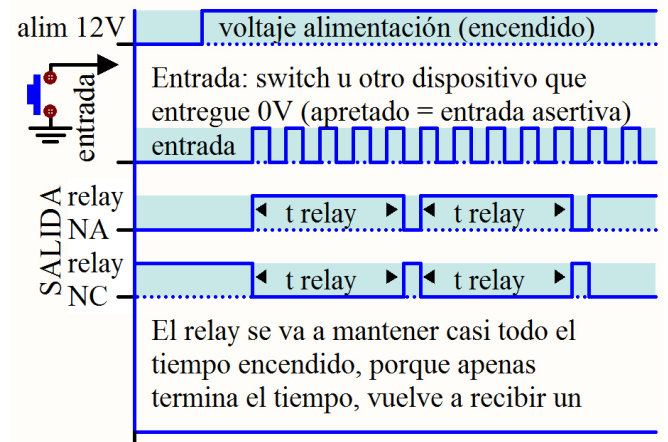 alim 12V
voltaje alimentación (encendido)
entrada
Entrada: switch u otro dispositivo que
entregue 0V (apretado = entrada asertiva)
entrada
SALIDA
relay
NA
t relay
t relay
relay
NC
t relay
t relay
El relay se va a mantener casi todo el
tiempo encendido, porque apenas
termina el tiempo, vuelve a recibir un